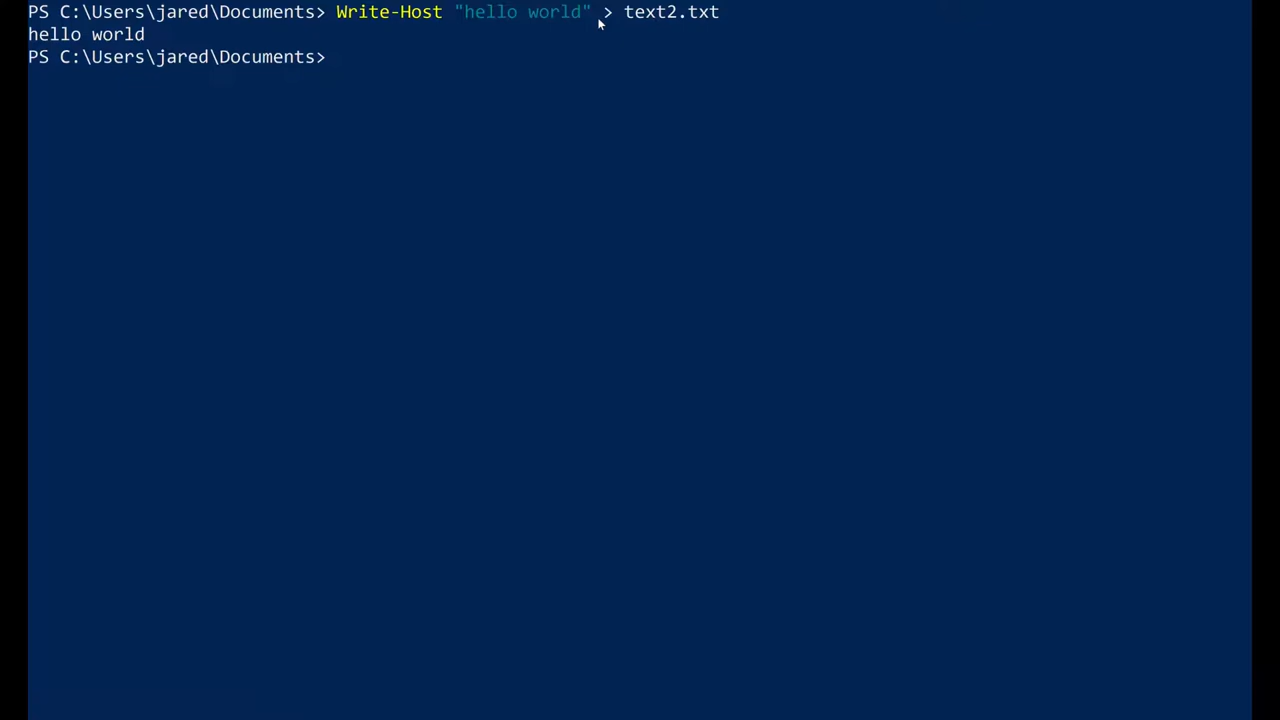 PS C:\Users\jared\Documents> Write-Host "hello world" > text2.txt
hello world
PS C:\Users\jared\Documents>